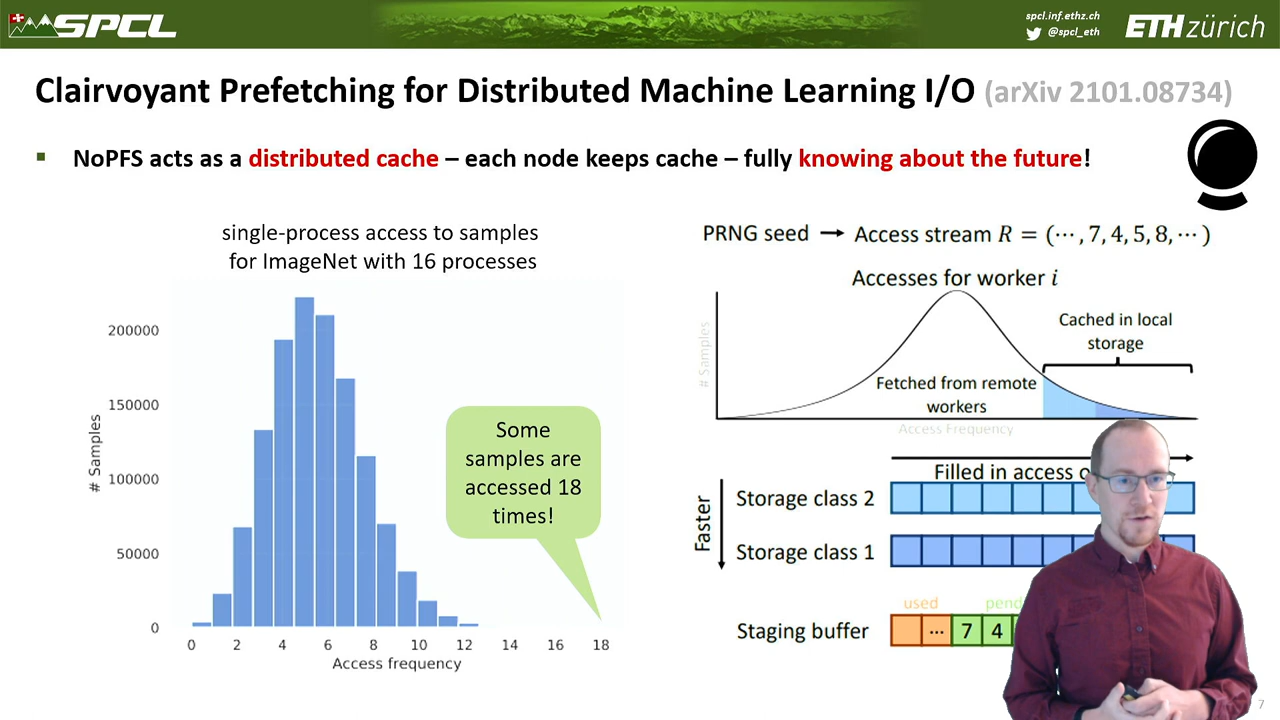 SPCL
spcl.inf.ethz.ch
@spcl_eth
ETH zürich
Clairvoyant Prefetching for Distributed Machine Learning I/O (arXiv 2101.08734)
NoPFS acts as a distributed cache – each node keeps cache – fully knowing about the future!
single-process access to samples
for ImageNet with 16 processes
# Samples
200000
150000
100000
50000
0
0 2 4 6 8 10 12 14 16 18
Access frequency
Some
samples are
accessed 18
times!
PRNG seed → Access stream R = (⋯, 7, 4, 5, 8, ⋯)
Accesses for worker i
# Samples
Cached in local
storage
Fetched from remote
workers
Access Frequency
Filled in access
Faster
Storage class 2
Storage class 1
used
Staging buffer
... 7 4
7